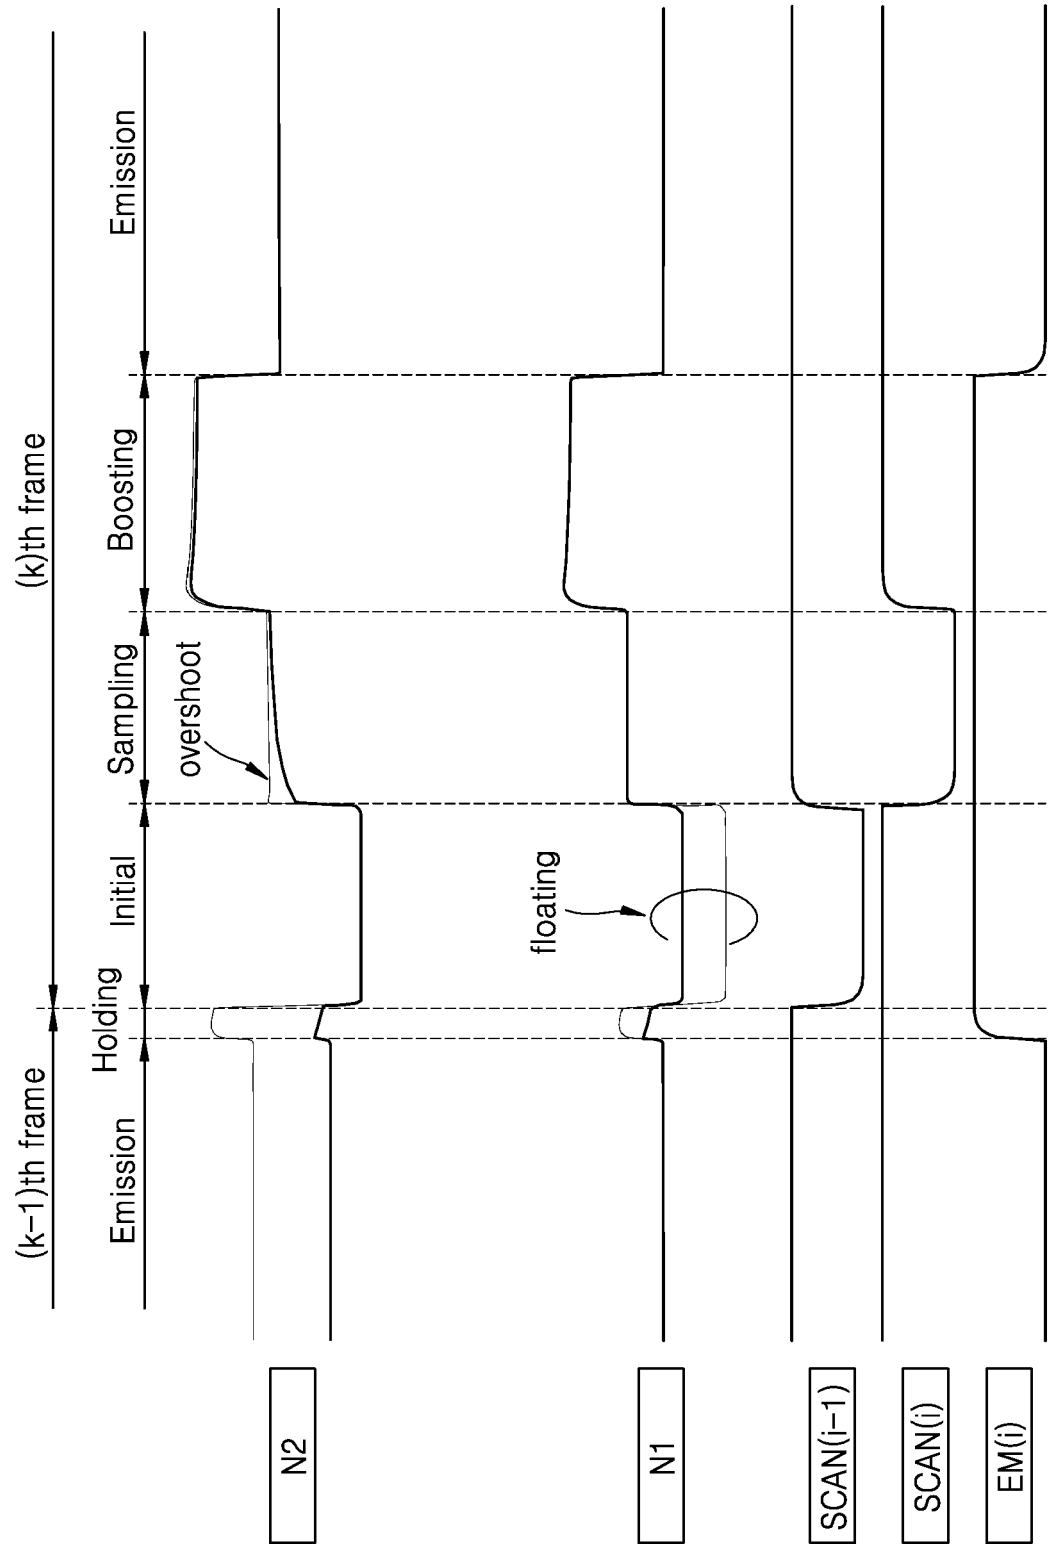 (k-1)th frame
(k)th frame
Emission
Holding
Initial
Sampling
Boosting
Emission
overshoot
N2
floating
N1
SCAN(i-1)
SCAN(i)
EM(i)